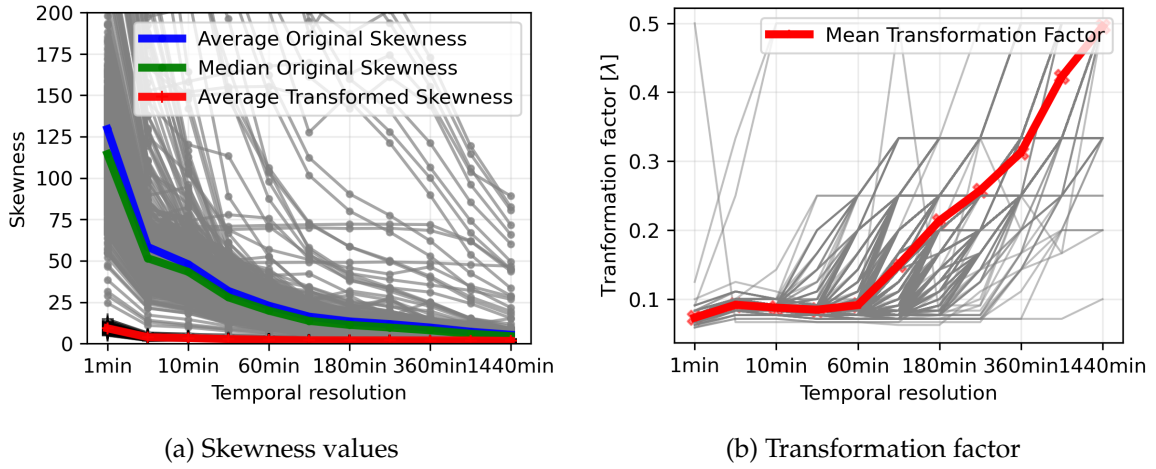 200
175
150
125
100
75
50
25
0
Skewness
Average Original Skewness
Median Original Skewness
Average Transformed Skewness
1min 10min 60min 180min 360min 1440min
Temporal resolution
(a) Skewness values
0.5
0.4
0.3
0.2
0.1
Tranformation factor [λ]
Mean Transformation Factor
1min 10min 60min 180min 360min 1440min
Temporal resolution
(b) Transformation factor